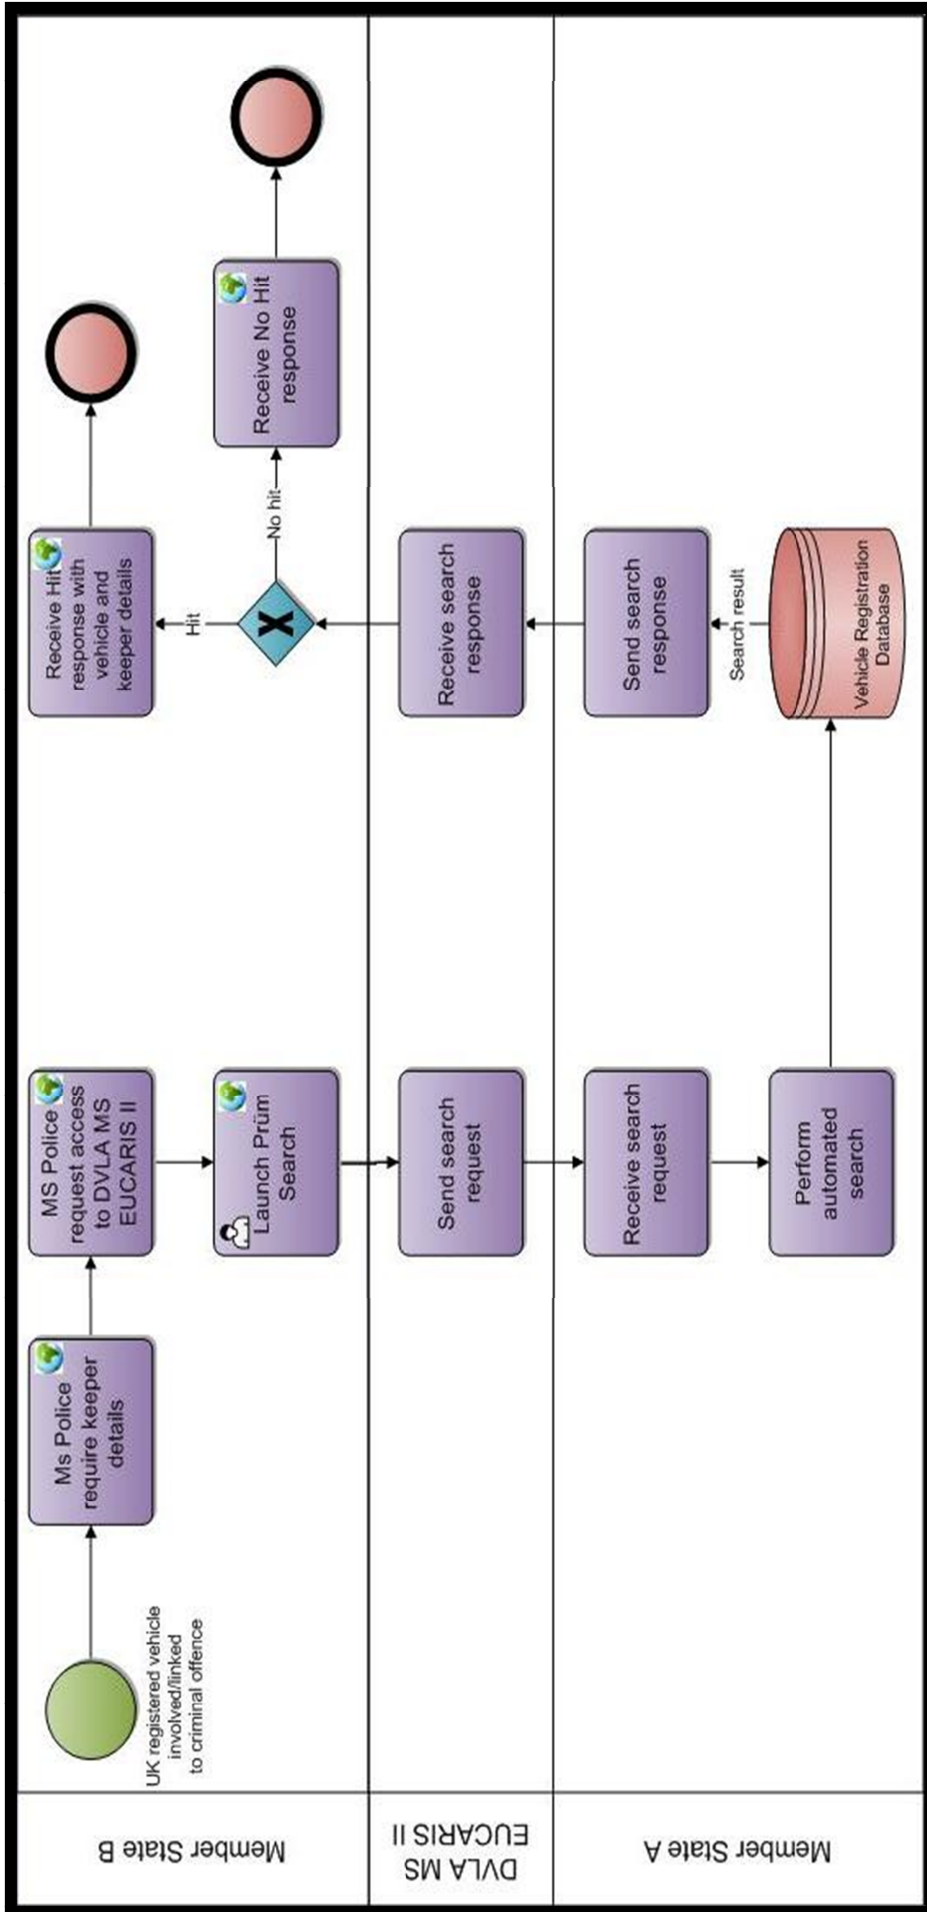 Member State B
UK registered vehicle
involved/linked
to criminal offence
Ms Police
require keeper
details
MS Police
request access
to DVLA MS
EUCARIS II
Launch Prüm
Search
Receive Hit
response with
vehicle and
keeper details
Hit
No hit
Receive No Hit
response
DVLA MS
EUCARIS II
Send search
request
Receive search
response
Member State A
Receive search
request
Perform
automated
search
Send search
response
Search result
Vehicle Registration
Database